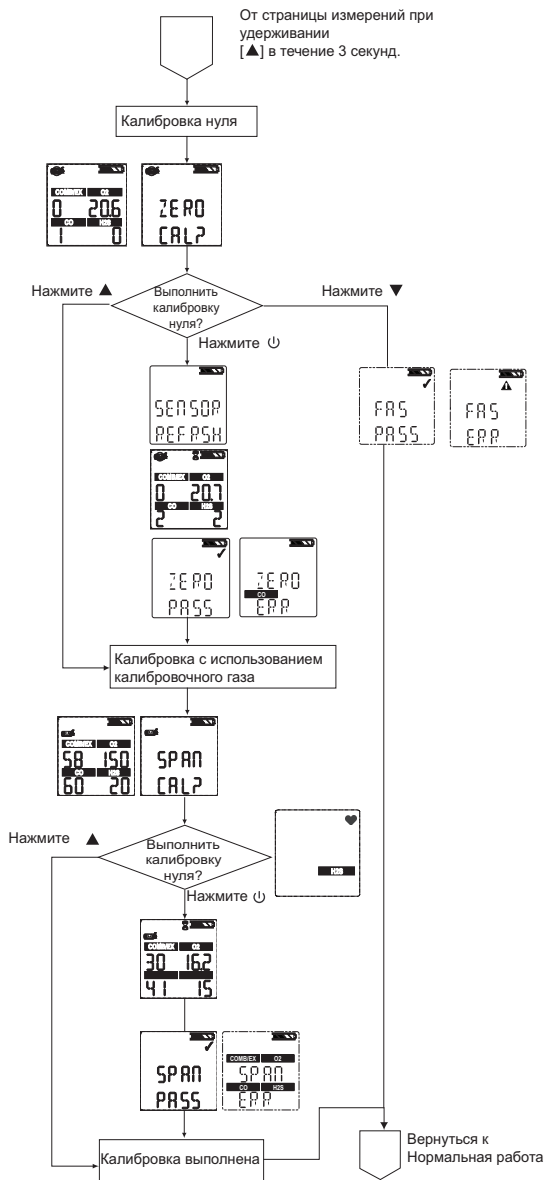 От страницы измерений при
удерживании
[▲] в течение 3 секунд.
Калибровка нуля
COMB/EX O2
0 20.6
CO H2S
1 0
ZERO
CAL?
Нажмите ▲
Выполнить
калибровку
нуля?
Нажмите ▼
Нажмите ⏻
SENSOR
REFRSH
COMB/EX O2
0 20.7
CO H2S
2 2
FAS
PASS
FAS
ERR
ZERO
PASS
ZERO
CO
ERR
Калибровка с использованием
калибровочного газа
COMB/EX O2
58 150
CO H2S
60 20
SPAN
CAL?
Нажмите ▲
Выполнить
калибровку
нуля?
H2S
Нажмите ⏻
COMB/EX O2
30 16.2
41 15
SPAN
PASS
COMB/EX O2
SPAN
CO H2S
ERR
Калибровка выполнена
Вернуться к
Нормальная работа